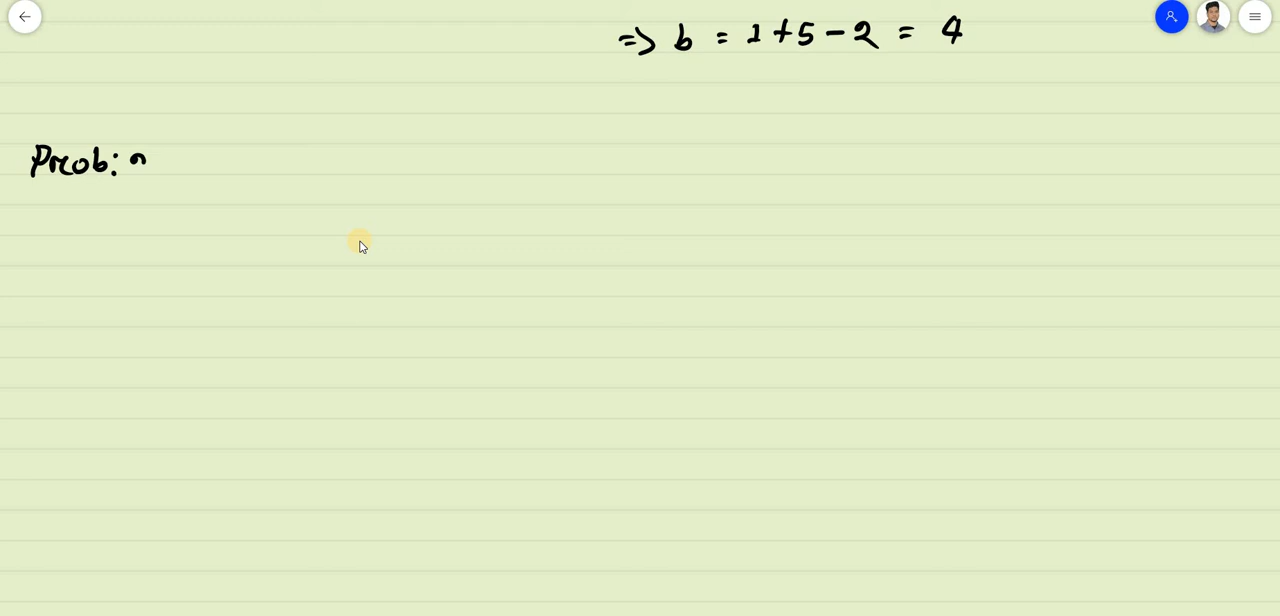 => b = 1 + 5 - 2 = 4
Prob: